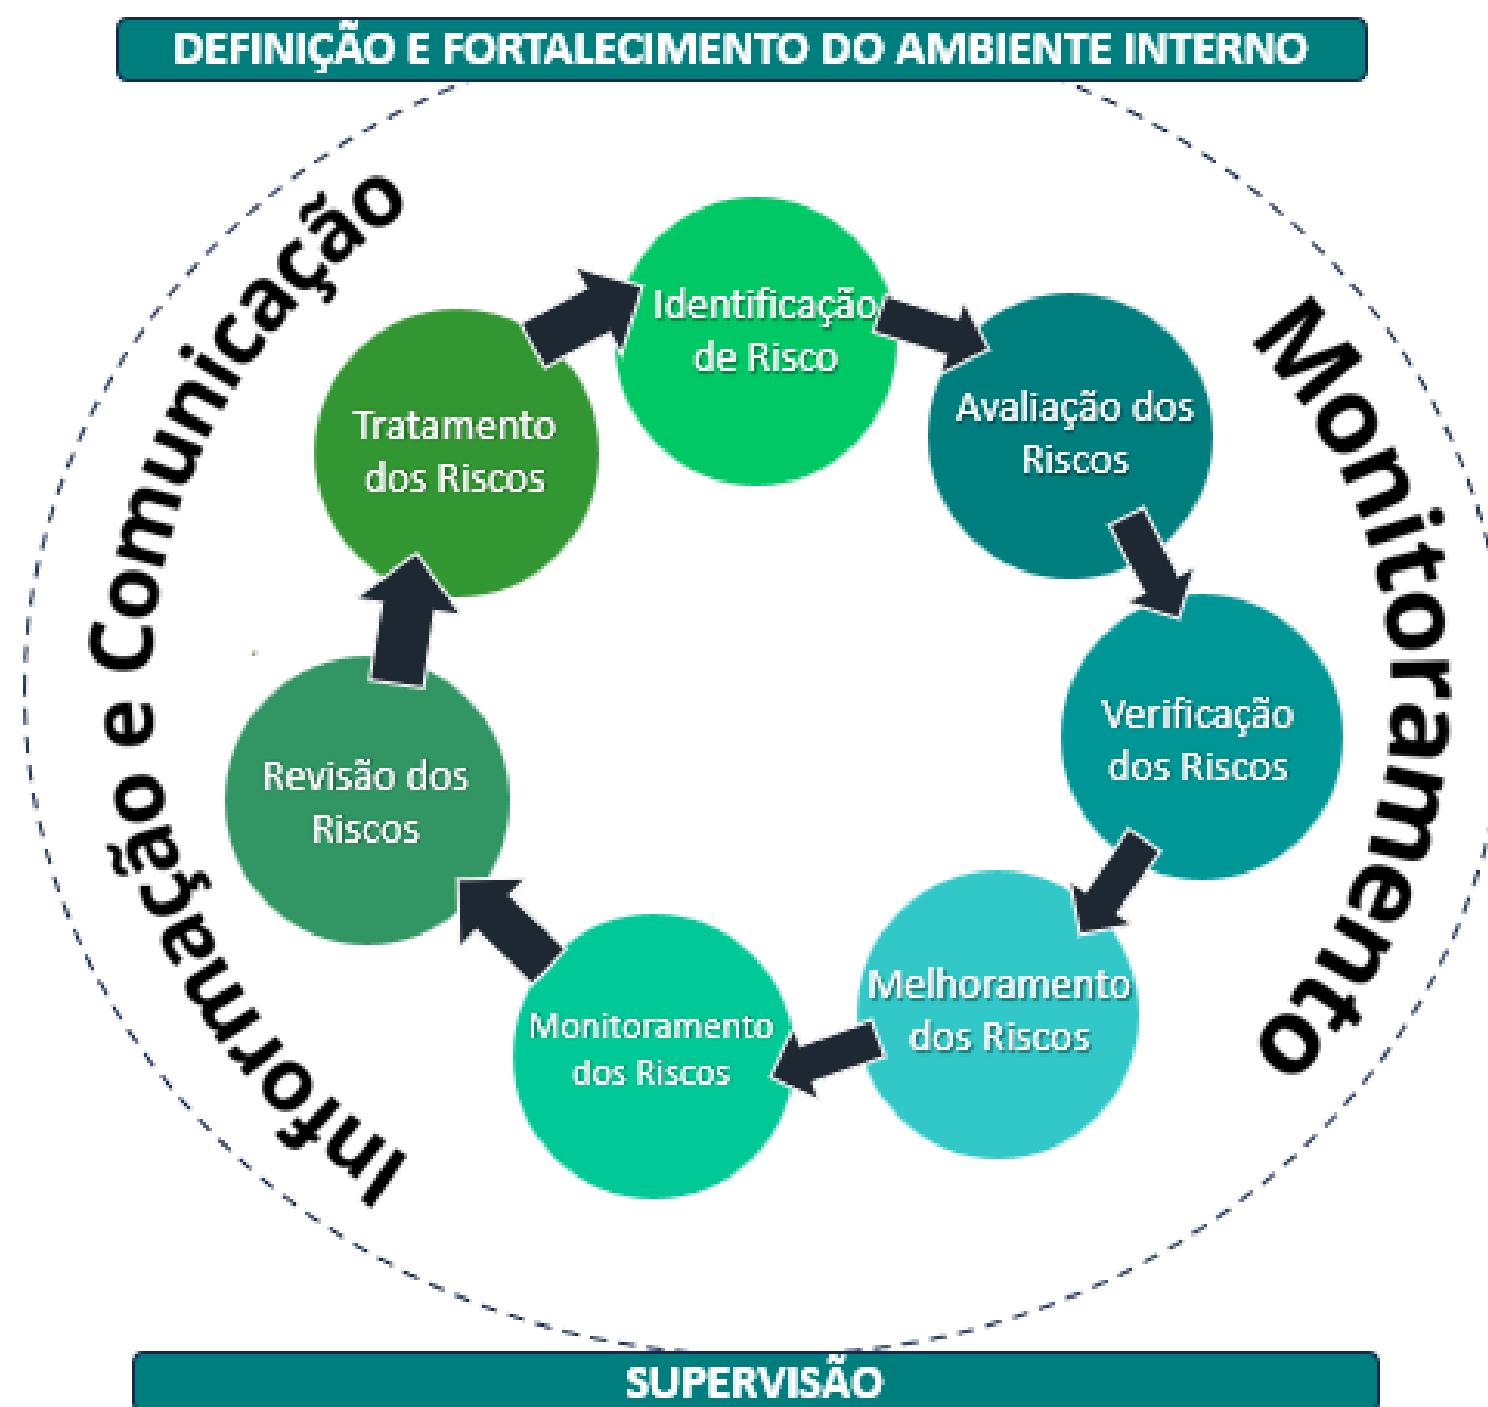 DEFINIÇÃO E FORTALECIMENTO DO AMBIENTE INTERNO
Informação e Comunicação
Monitoramento
Identificação
de Risco
Avaliação dos
Riscos
Verificação
dos Riscos
Melhoramento
dos Riscos
Monitoramento
dos Riscos
Revisão dos
Riscos
Tratamento
dos Riscos
SUPERVISÃO